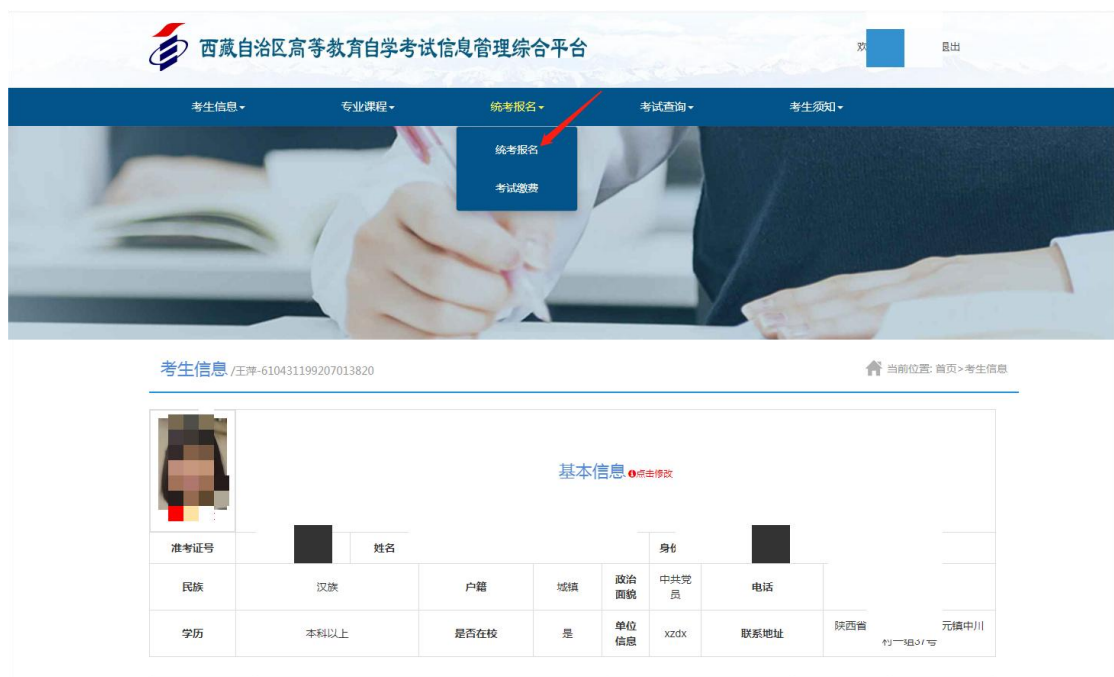 西藏自治区高等教育自学考试信息管理综合平台
考生信息 专业课程 统考报名 考试查询 考生须知
统考报名
考试缴费
考生信息 /王萍-610431199207013820 当前位置: 首页>考生信息
基本信息 点击修改
准考证号 姓名
民族 汉族 户籍 城镇 政治面貌 中共党员 电话
学历 本科以上 是否在校 是 单位信息 xzdx 联系地址 陕西省 元镇中川